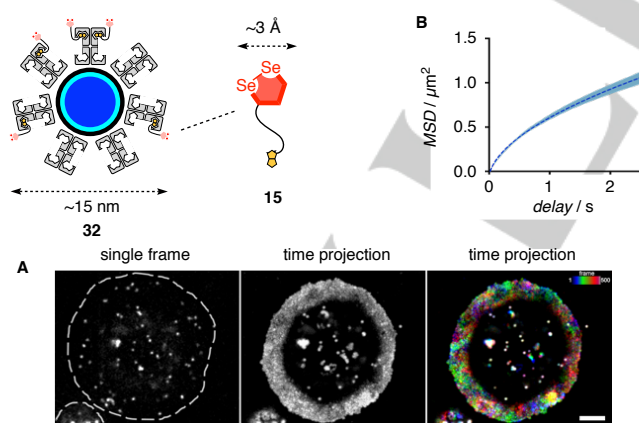 ~3 Å
Se
Se
15
~15 nm
32
B
1.5
1.0
0.5
0.0
MSD / µm²
0
1
2
delay / s
A
single frame
time projection
time projection
frame
1
500